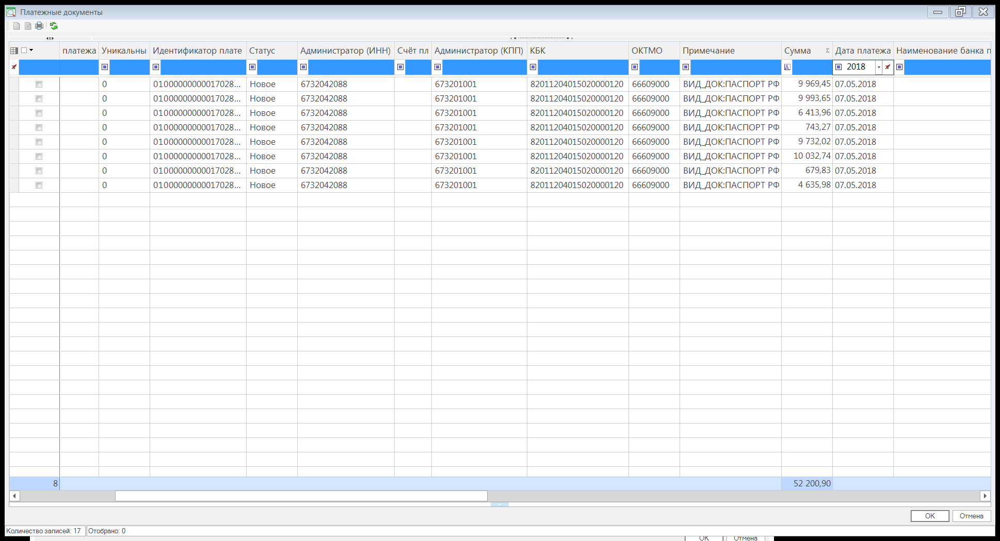 Платежные документы
платежа Уникальны Идентификатор плате Статус Администратор (ИНН) Счёт пл Администратор (КПП) КБК ОКТМО Примечание Сумма Σ Дата платежа Наименование банка п
A 2018
0 01000000000017028... Новое 6732042088 673201001 82011204015020000120 66609000 ВИД_ДОК:ПАСПОРТ РФ 9 969,45 07.05.2018
0 01000000000017028... Новое 6732042088 673201001 82011204015020000120 66609000 ВИД_ДОК:ПАСПОРТ РФ 9 993,65 07.05.2018
0 01000000000017028... Новое 6732042088 673201001 82011204015020000120 66609000 ВИД_ДОК:ПАСПОРТ РФ 6 413,96 07.05.2018
0 01000000000017028... Новое 6732042088 673201001 82011204015020000120 66609000 ВИД_ДОК:ПАСПОРТ РФ 743,27 07.05.2018
0 01000000000017028... Новое 6732042088 673201001 82011204015020000120 66609000 ВИД_ДОК:ПАСПОРТ РФ 9 732,02 07.05.2018
0 01000000000017028... Новое 6732042088 673201001 82011204015020000120 66609000 ВИД_ДОК:ПАСПОРТ РФ 10 032,74 07.05.2018
0 01000000000017028... Новое 6732042088 673201001 82011204015020000120 66609000 ВИД_ДОК:ПАСПОРТ РФ 679,83 07.05.2018
0 01000000000017028... Новое 6732042088 673201001 82011204015020000120 66609000 ВИД_ДОК:ПАСПОРТ РФ 4 635,98 07.05.2018
8 52 200,90
OK Отмена
Количество записей: 17 Отобрано: 0
OK Отмена